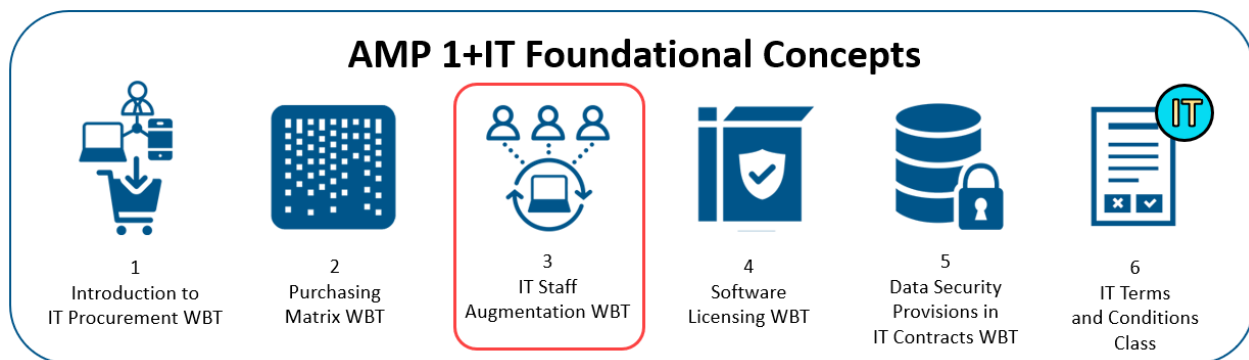 AMP 1+IT Foundational Concepts
IT
1
Introduction to
IT Procurement WBT
2
Purchasing
Matrix WBT
3
IT Staff
Augmentation WBT
4
Software
Licensing WBT
5
Data Security
Provisions in
IT Contracts WBT
6
IT Terms
and Conditions
Class